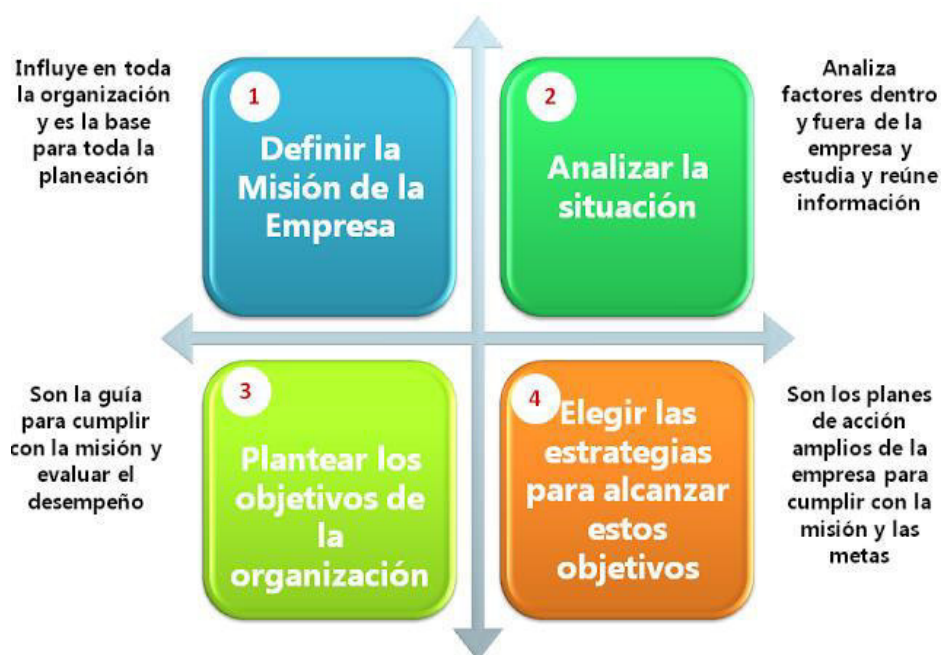 Influye en toda
la organización
y es la base
para toda la
planeación
1
Definir la
Misión de la
Empresa
2
Analizar la
situación
Analiza
factores dentro
y fuera de la
empresa y
estudia y reúne
información
Son la guía
para cumplir
con la misión y
evaluar el
desempeño
3
Plantear los
objetivos de
la
organización
4
Elegir las
estrategias
para alcanzar
estos
objetivos
Son los planes
de acción
amplios de la
empresa para
cumplir con la
misión y las
metas